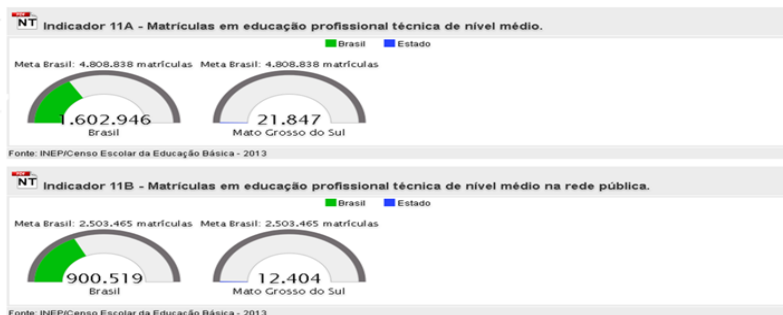 PDF
NT Indicador 11A - Matrículas em educação profissional técnica de nível médio.
Brasil Estado
Meta Brasil: 4.808.838 matrículas Meta Brasil: 4.808.838 matrículas
1.602.946 21.847
Brasil Mato Grosso do Sul
Fonte: INEP/Censo Escolar da Educação Básica - 2013
PDF
NT Indicador 11B - Matrículas em educação profissional técnica de nível médio na rede pública.
Brasil Estado
Meta Brasil: 2.503.465 matrículas Meta Brasil: 2.503.465 matrículas
900.519 12.404
Brasil Mato Grosso do Sul
Fonte: INEP/Censo Escolar da Educação Básica - 2013